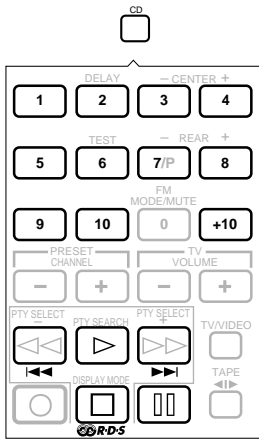 CD
DELAY – CENTER +
1 2 3 4
TEST – REAR +
5 6 7/P 8
FM
MODE/MUTE
9 10 0 +10
PRESET TV
CHANNEL VOLUME
– + – +
PTY SELECT PTY SELECT
– PTY SEARCH + TV/VIDEO
DISPLAY MODE TAPE
R·D·S